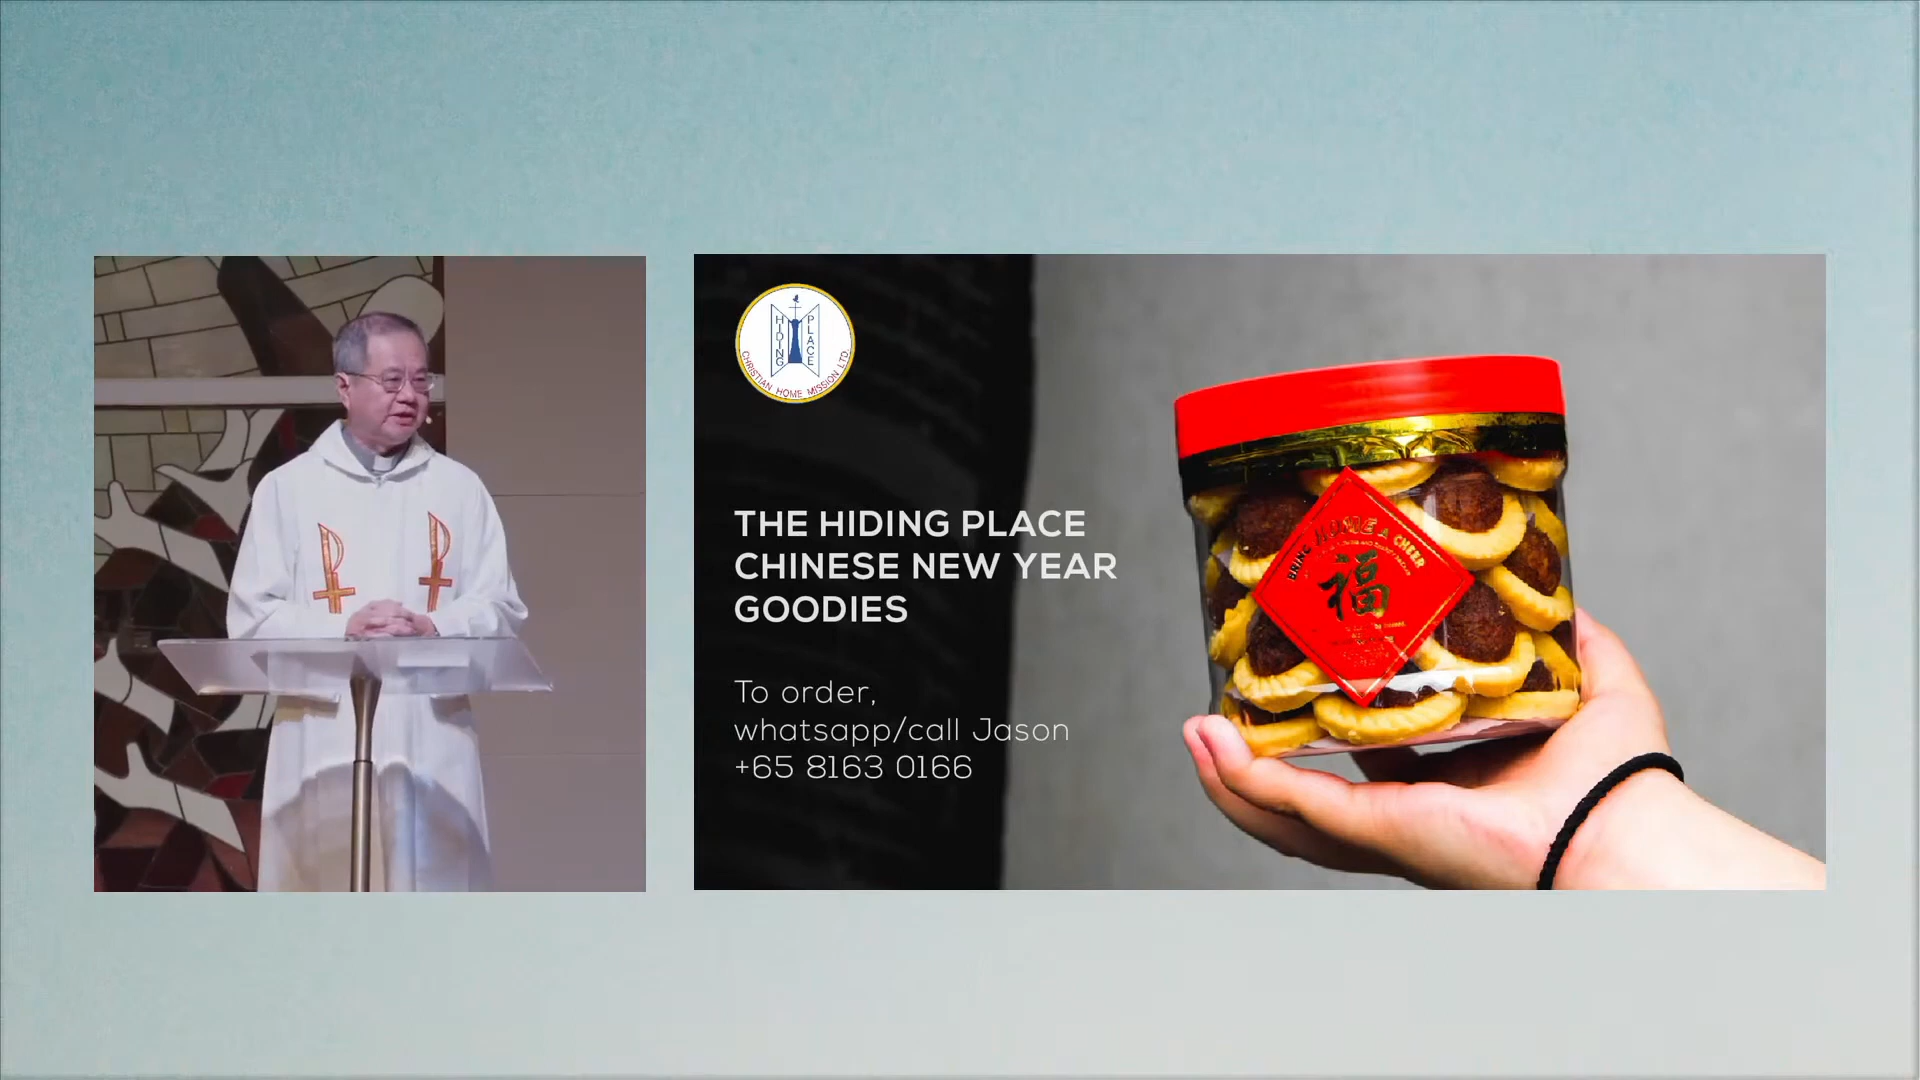 HIDING PLACE
CHRISTIAN HOME MISSION LTD.
THE HIDING PLACE
CHINESE NEW YEAR
GOODIES
To order,
whatsapp/call Jason
+65 8163 0166
BRING HOME A CHEER
福